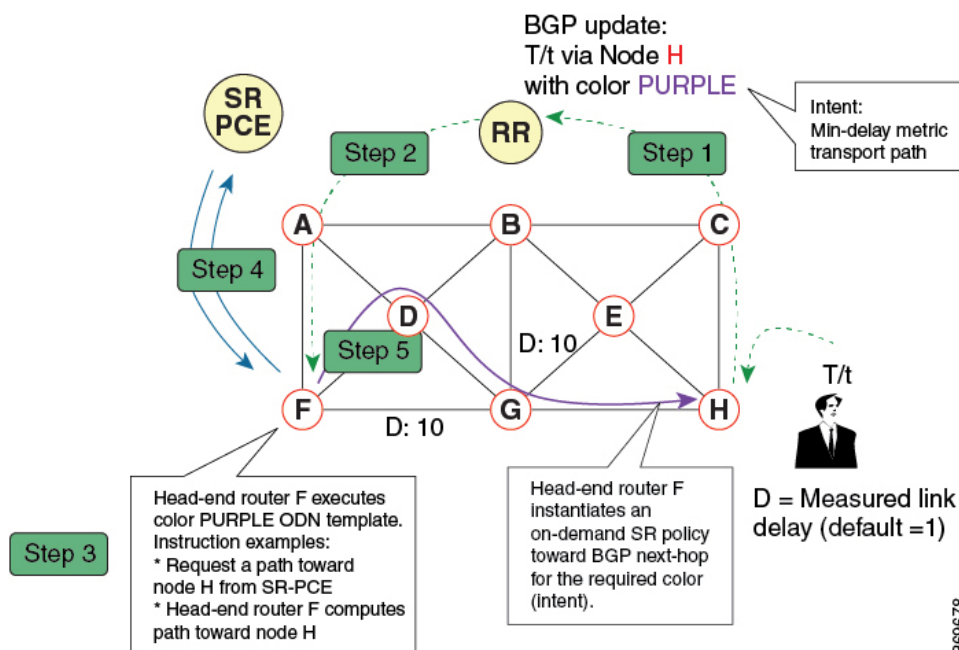 BGP update:
T/t via Node H
with color PURPLE
Intent:
Min-delay metric
transport path
SR
PCE
RR
Step 2
Step 1
A
B
C
Step 4
D
E
Step 5
D: 10
T/t
F
G
H
D: 10
Head-end router F executes
color PURPLE ODN template.
Instruction examples:
* Request a path toward
node H from SR-PCE
* Head-end router F computes
path toward node H
Head-end router F
instantiates an
on-demand SR policy
toward BGP next-hop
for the required color
(intent).
D = Measured link
delay (default =1)
Step 3